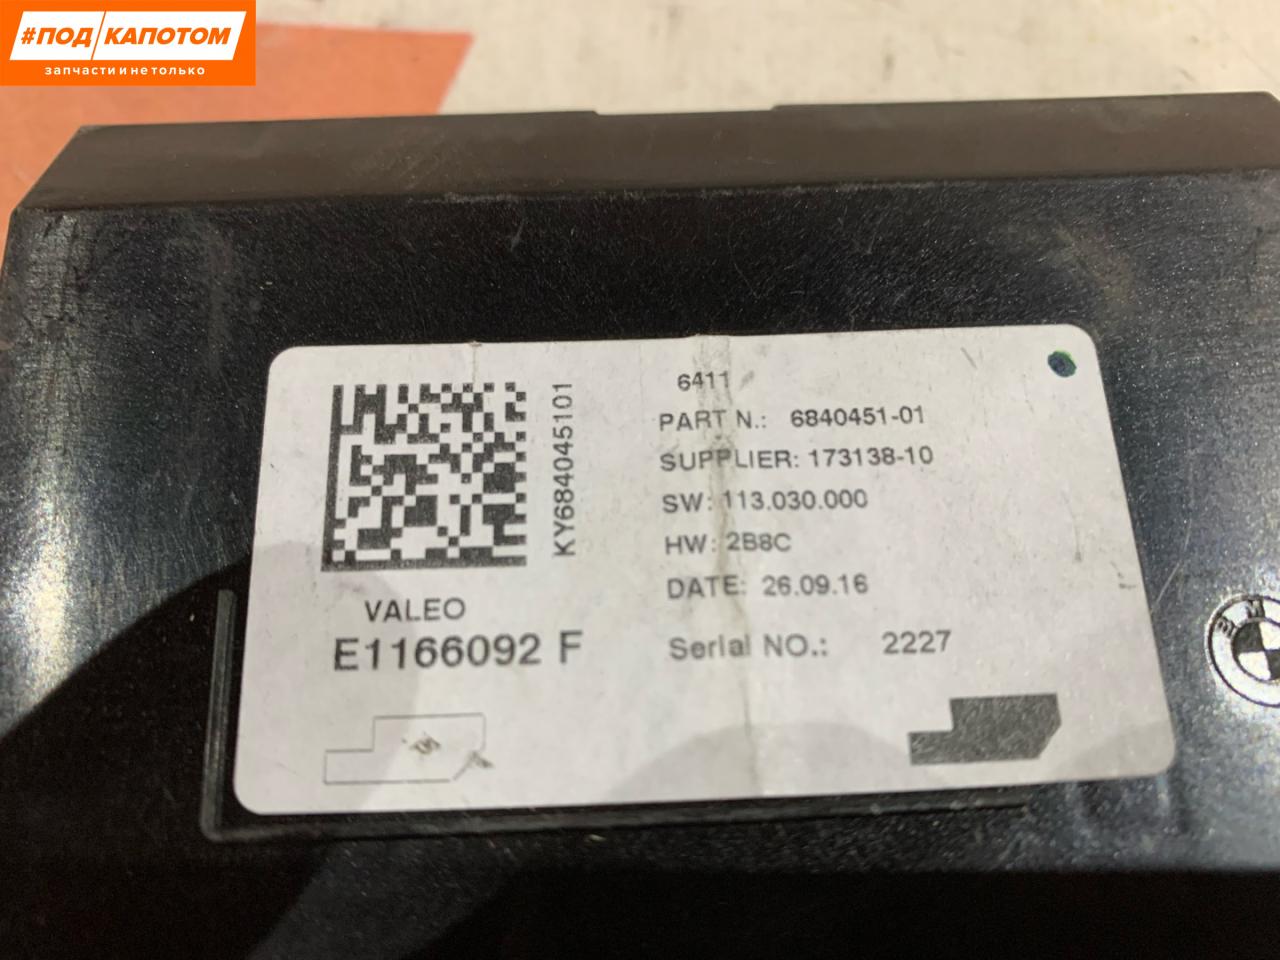 #ПОД КАПОТОМ
запчасти и не только
6411
PART N.: 6840451-01
SUPPLIER: 173138-10
SW: 113.030.000
HW: 2B8C
DATE: 26.09.16
Serial NO.: 2227
KY684045101
VALEO
E1166092 F
BM